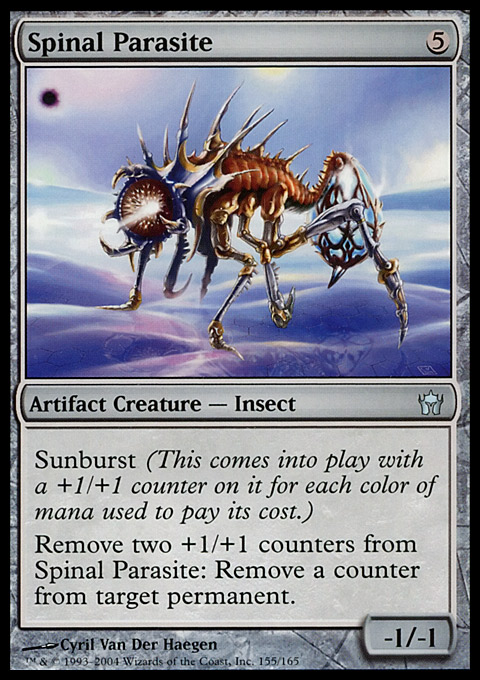 Spinal Parasite 5
Artifact Creature — Insect
Sunburst (This comes into play with
a +1/+1 counter on it for each color of
mana used to pay its cost.)
Remove two +1/+1 counters from
Spinal Parasite: Remove a counter
from target permanent.
-1/-1
Cyril Van Der Haegen
™ & © 1993–2004 Wizards of the Coast, Inc. 155/165